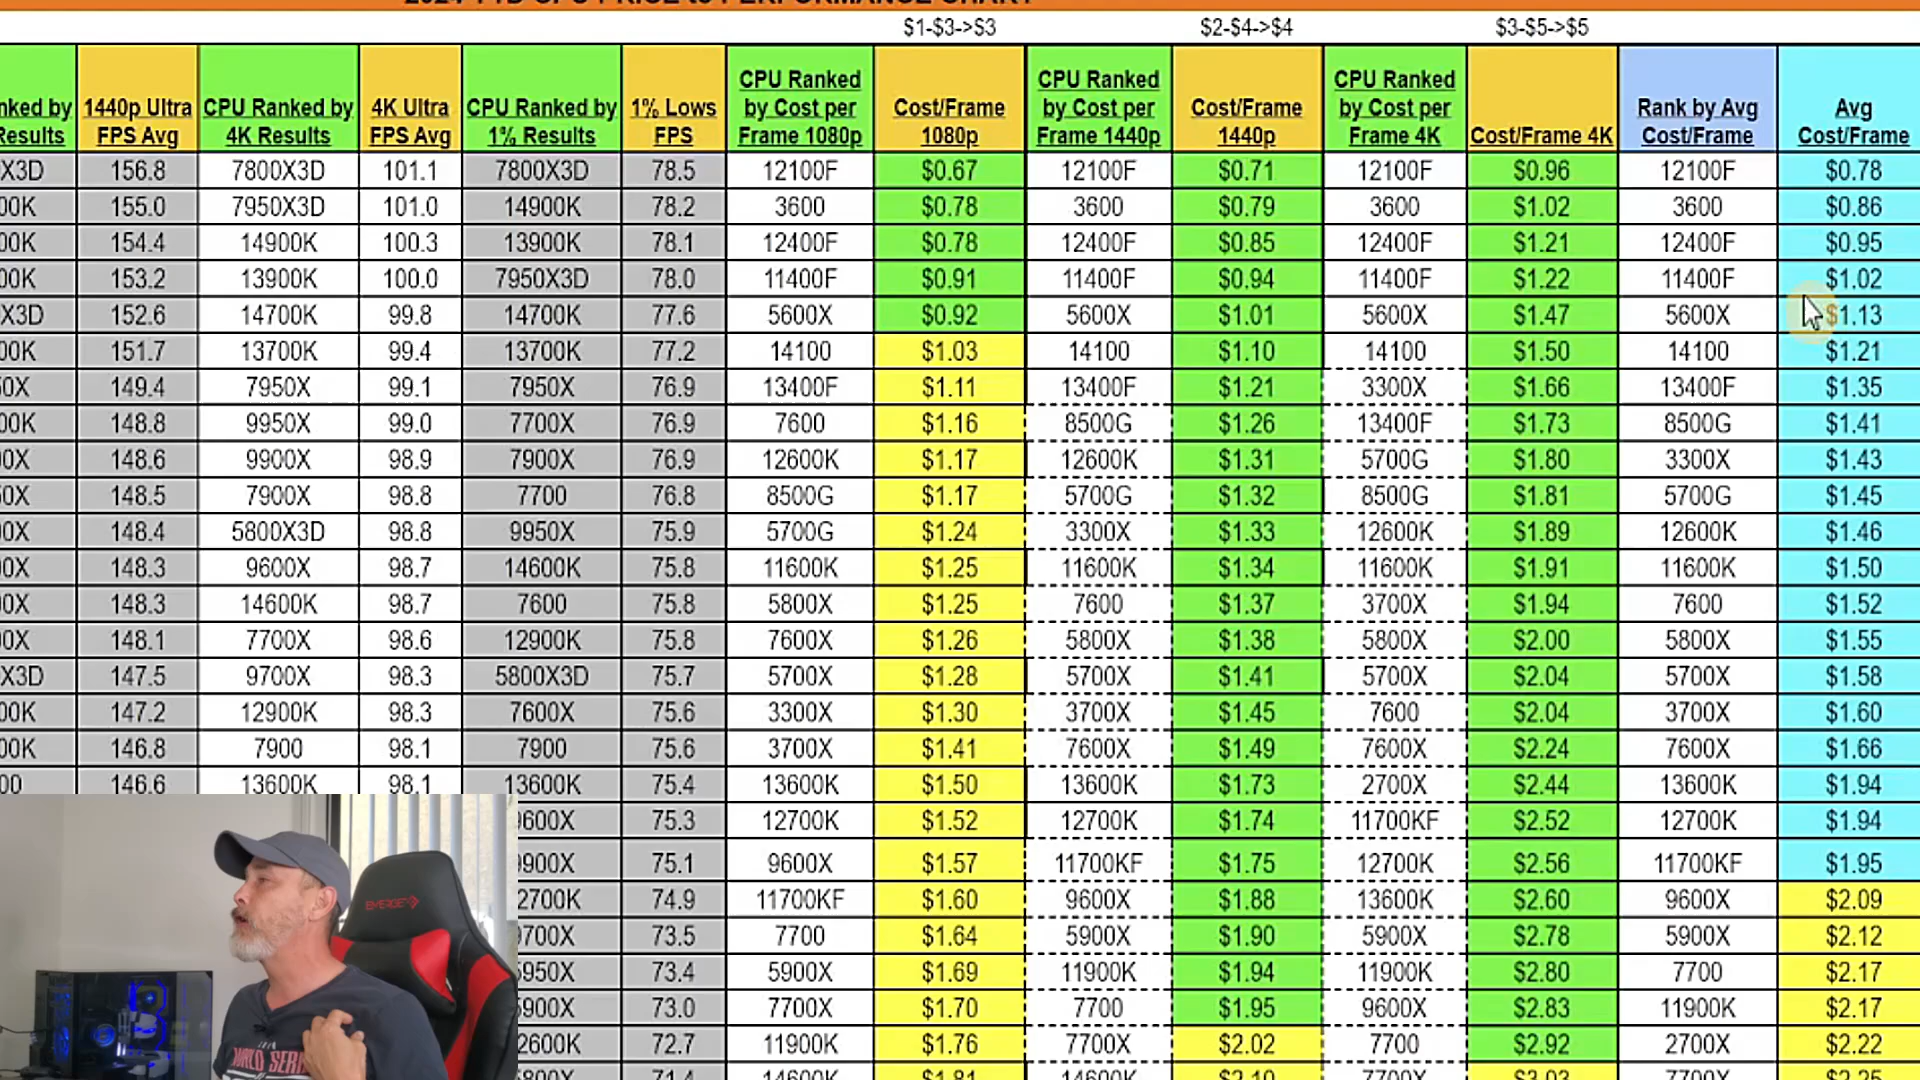 $1-$3->$3 $2-$4->$4 $3-$5->$5
CPU Ranked CPU Ranked CPU Ranked
1440p Ultra CPU Ranked by 4K Ultra CPU Ranked by 1% Lows by Cost per Cost/Frame by Cost per Cost/Frame by Cost per Rank by Avg Avg
Results FPS Avg 4K Results FPS Avg 1% Results FPS Frame 1080p 1080p Frame 1440p 1440p Frame 4K Cost/Frame 4K Cost/Frame Cost/Frame
X3D 156.8 7800X3D 101.1 7800X3D 78.5 12100F $0.67 12100F $0.71 12100F $0.96 12100F $0.78
00K 155.0 7950X3D 101.0 14900K 78.2 3600 $0.78 3600 $0.79 3600 $1.02 3600 $0.86
00K 154.4 14900K 100.3 13900K 78.1 12400F $0.78 12400F $0.85 12400F $1.21 12400F $0.95
00K 153.2 13900K 100.0 7950X3D 78.0 11400F $0.91 11400F $0.94 11400F $1.22 11400F $1.02
X3D 152.6 14700K 99.8 14700K 77.6 5600X $0.92 5600X $1.01 5600X $1.47 5600X $1.13
00K 151.7 13700K 99.4 13700K 77.2 14100 $1.03 14100 $1.10 14100 $1.50 14100 $1.21
0X 149.4 7950X 99.1 7950X 76.9 13400F $1.11 13400F $1.21 3300X $1.66 13400F $1.35
00K 148.8 9950X 99.0 7700X 76.9 7600 $1.16 8500G $1.26 13400F $1.73 8500G $1.41
0X 148.6 9900X 98.9 7900X 76.9 12600K $1.17 12600K $1.31 5700G $1.80 3300X $1.43
0X 148.5 7900X 98.8 7700 76.8 8500G $1.17 5700G $1.32 8500G $1.81 5700G $1.45
0X 148.4 5800X3D 98.8 9950X 75.9 5700G $1.24 3300X $1.33 12600K $1.89 12600K $1.46
0X 148.3 9600X 98.7 14600K 75.8 11600K $1.25 11600K $1.34 11600K $1.91 11600K $1.50
0X 148.3 14600K 98.7 7600 75.8 5800X $1.25 7600 $1.37 3700X $1.94 7600 $1.52
0X 148.1 7700X 98.6 12900K 75.8 7600X $1.26 5800X $1.38 5800X $2.00 5800X $1.55
X3D 147.5 9700X 98.3 5800X3D 75.7 5700X $1.28 5700X $1.41 5700X $2.04 5700X $1.58
00K 147.2 12900K 98.3 7600X 75.6 3300X $1.30 3700X $1.45 7600 $2.04 3700X $1.60
00K 146.8 7900 98.1 7900 75.6 3700X $1.41 7600X $1.49 7600X $2.24 7600X $1.66
00 146.6 13600K 98.1 13600K 75.4 13600K $1.50 13600K $1.73 2700X $2.44 13600K $1.94
9600X 75.3 12700K $1.52 12700K $1.74 11700KF $2.52 12700K $1.94
9900X 75.1 9600X $1.57 11700KF $1.75 12700K $2.56 11700KF $1.95
2700K 74.9 11700KF $1.60 9600X $1.88 13600K $2.60 9600X $2.09
9700X 73.5 7700 $1.64 5900X $1.90 5900X $2.78 5900X $2.12
5950X 73.4 5900X $1.69 11900K $1.94 11900K $2.80 7700 $2.17
5900X 73.0 7700X $1.70 7700 $1.95 9600X $2.83 11900K $2.17
2600K 72.7 11900K $1.76 7700X $2.02 7700 $2.92 2700X $2.22